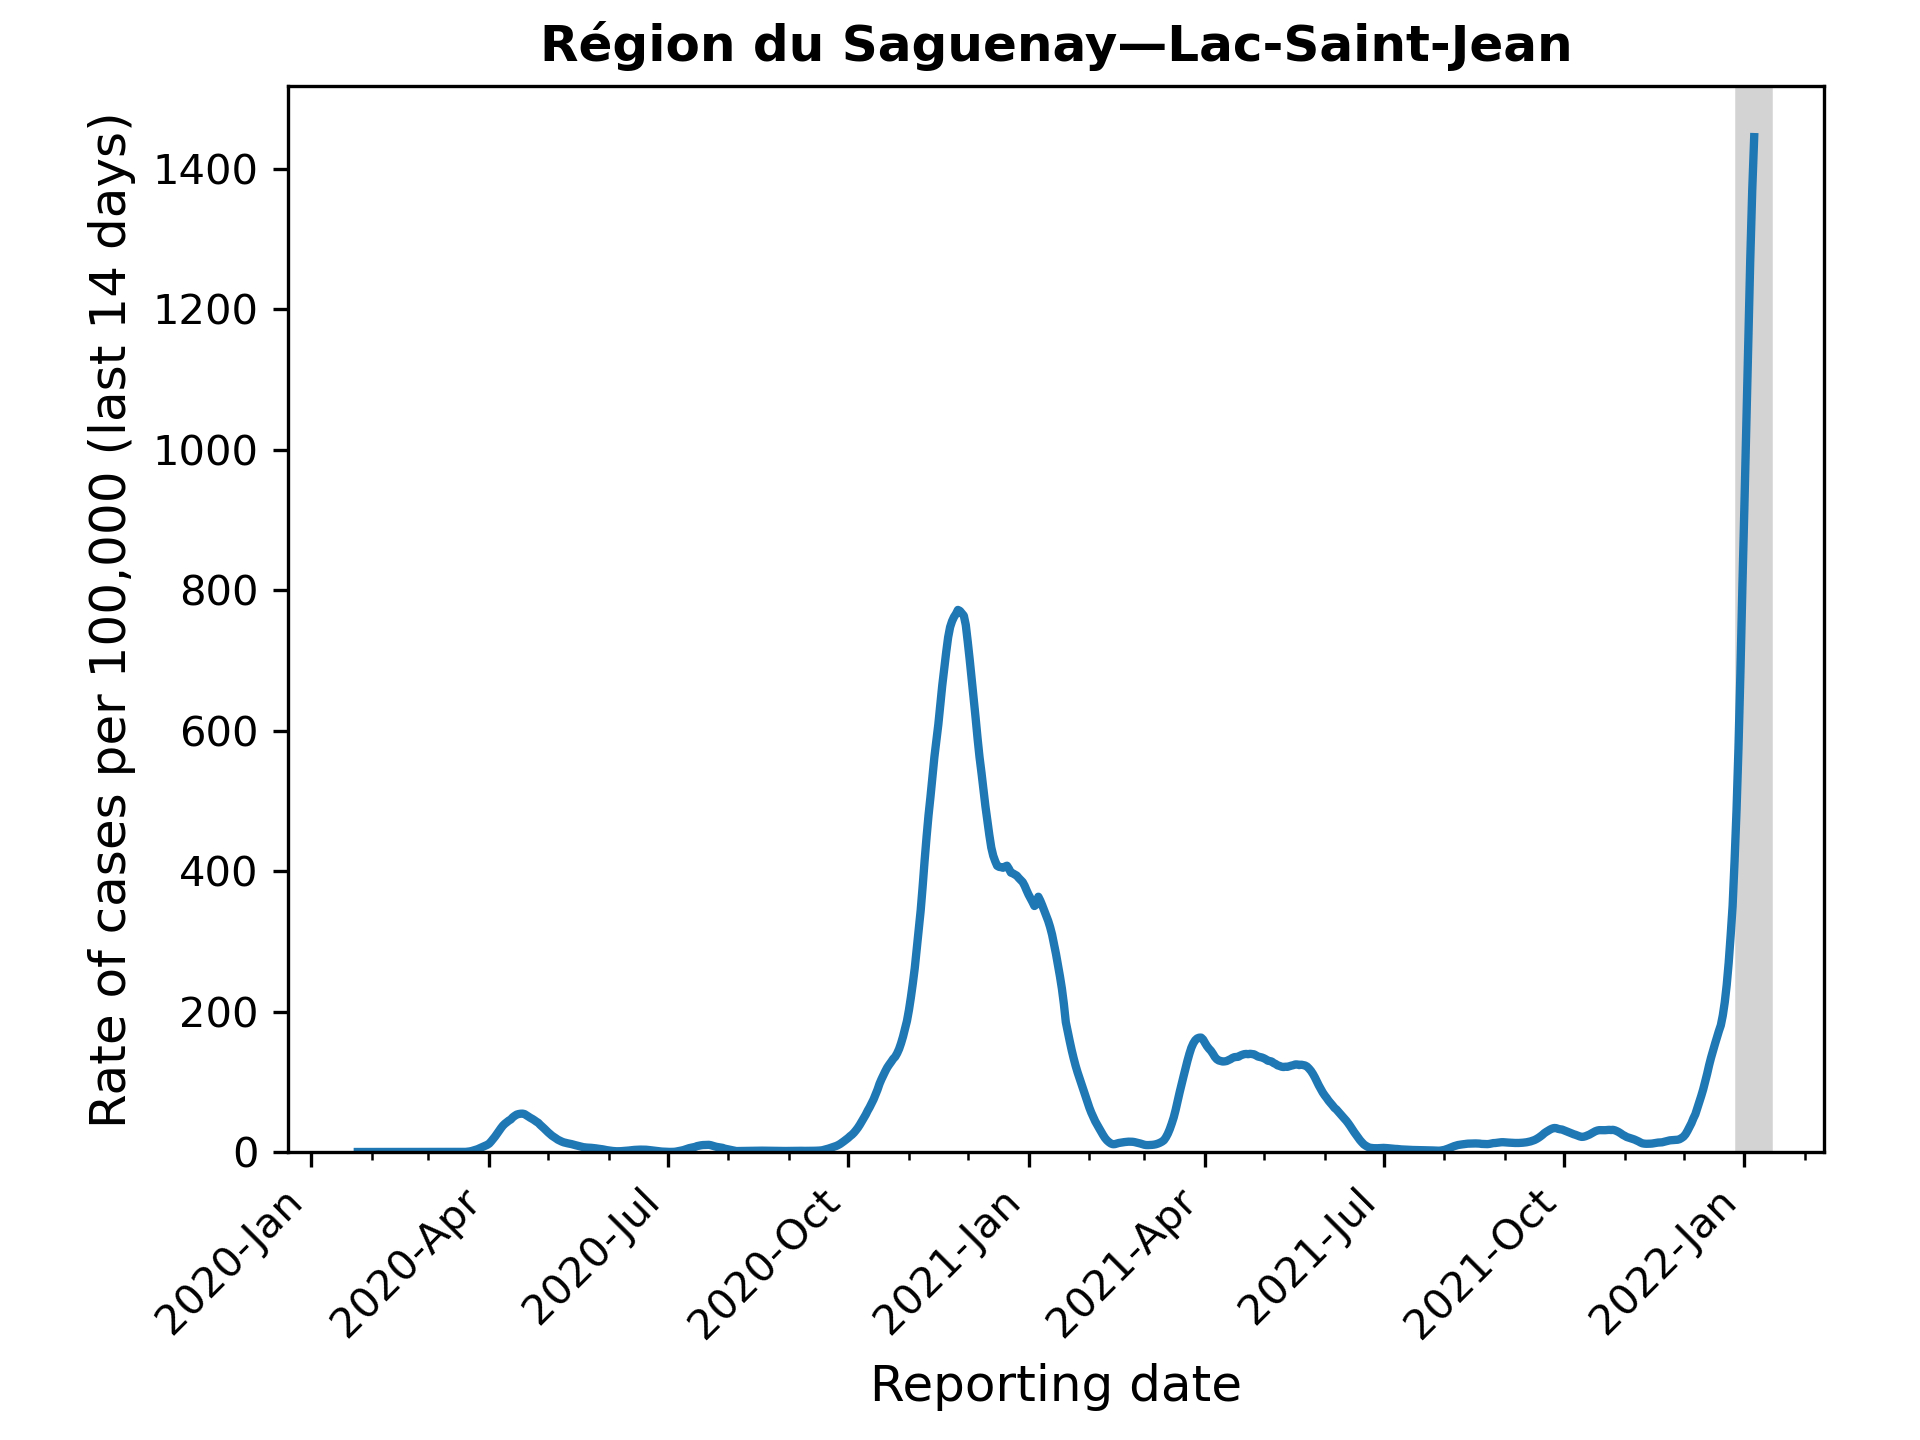 Région du Saguenay—Lac-Saint-Jean
Rate of cases per 100,000 (last 14 days)
1400
1200
1000
800
600
400
200
0
2020-Jan
2020-Apr
2020-Jul
2020-Oct
2021-Jan
2021-Apr
2021-Jul
2021-Oct
2022-Jan
Reporting date